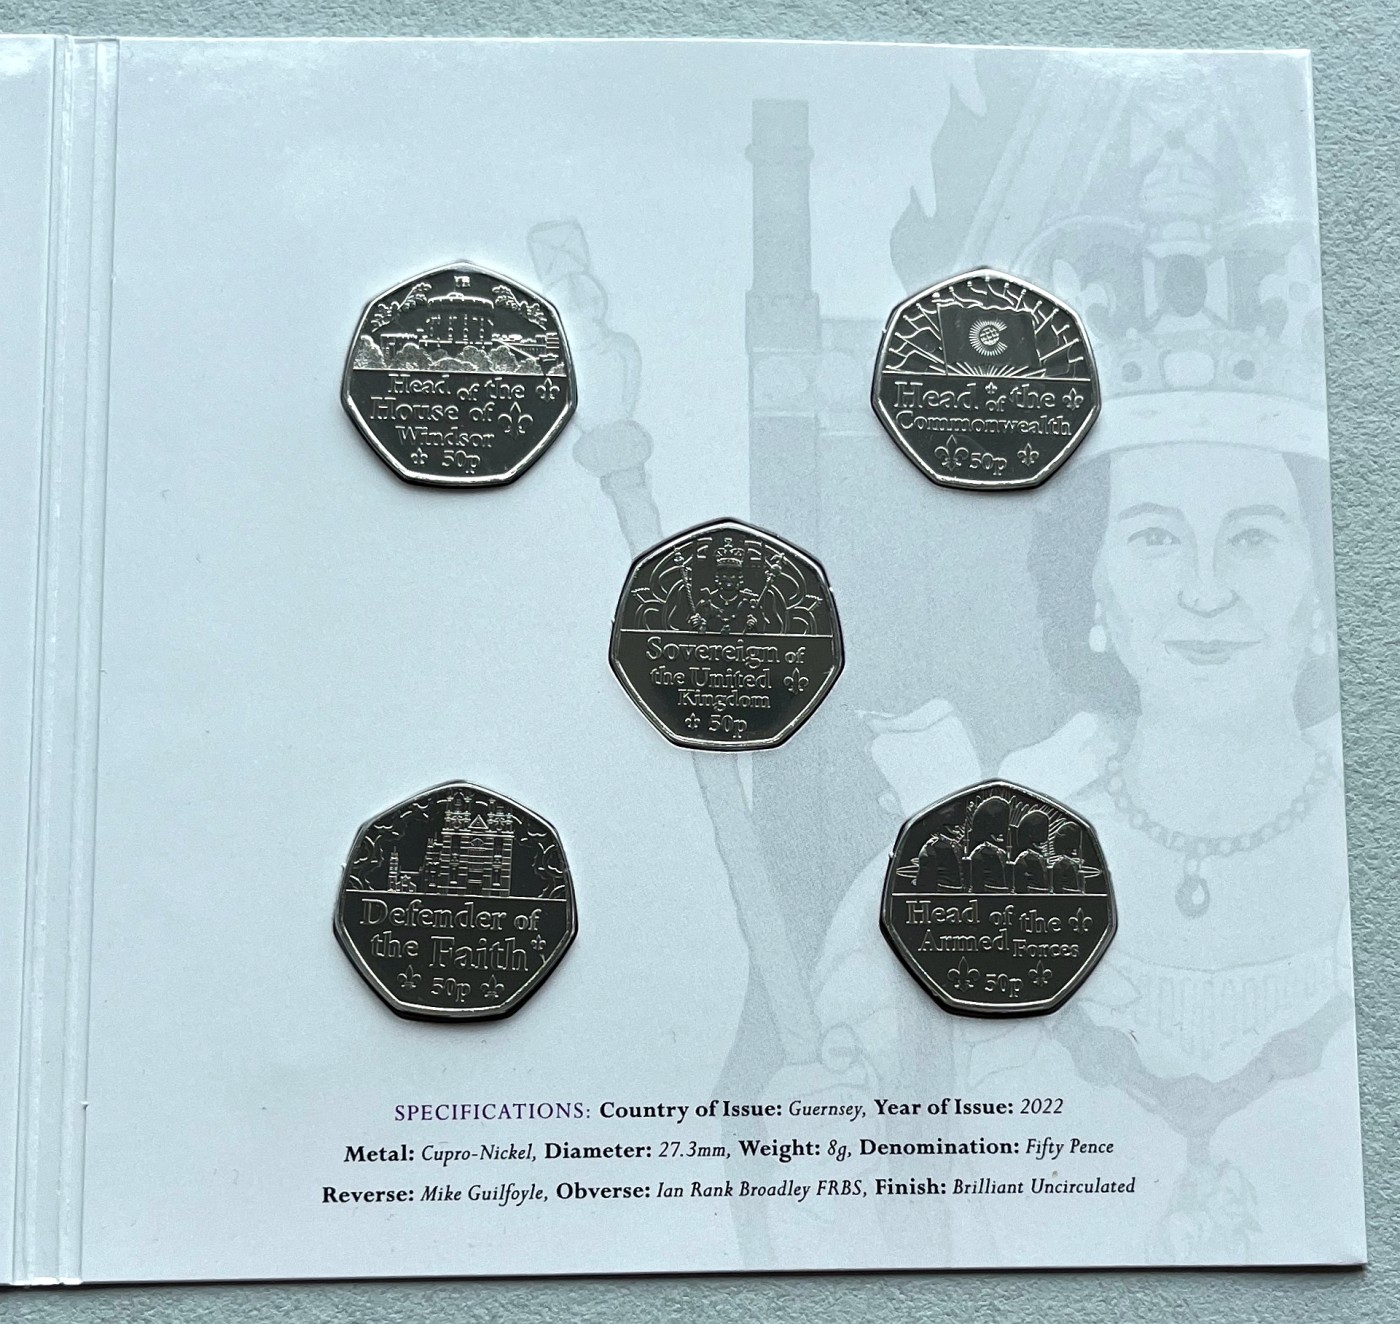 Head of the
House of
Windsor
50p
Head of the
Commonwealth
50p
Sovereign of
the United
Kingdom
50p
Defender of
the Faith
50p
Head of the
Armed Forces
50p
SPECIFICATIONS: Country of Issue: Guernsey, Year of Issue: 2022
Metal: Cupro-Nickel, Diameter: 27.3mm, Weight: 8g, Denomination: Fifty Pence
Reverse: Mike Guilfoyle, Obverse: Ian Rank Broadley FRBS, Finish: Brilliant Uncirculated